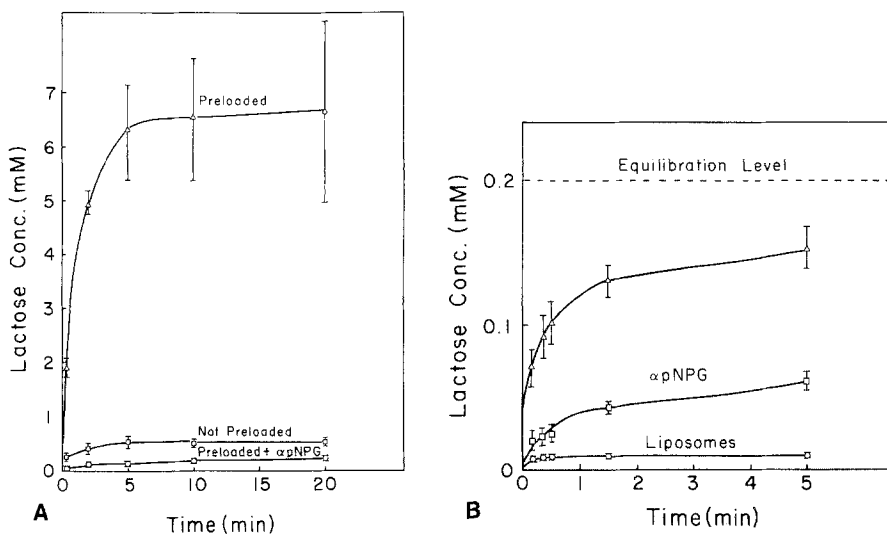 Lactose Conc. (mM)
7
6
5
4
3
2
1
0
Preloaded
Not Preloaded
Preloaded + αpNPG
0 5 10 15 20
Time (min)
A
Lactose Conc. (mM)
0.2
0.1
0
Equilibration Level
αpNPG
Liposomes
0 1 2 3 4 5
Time (min)
B